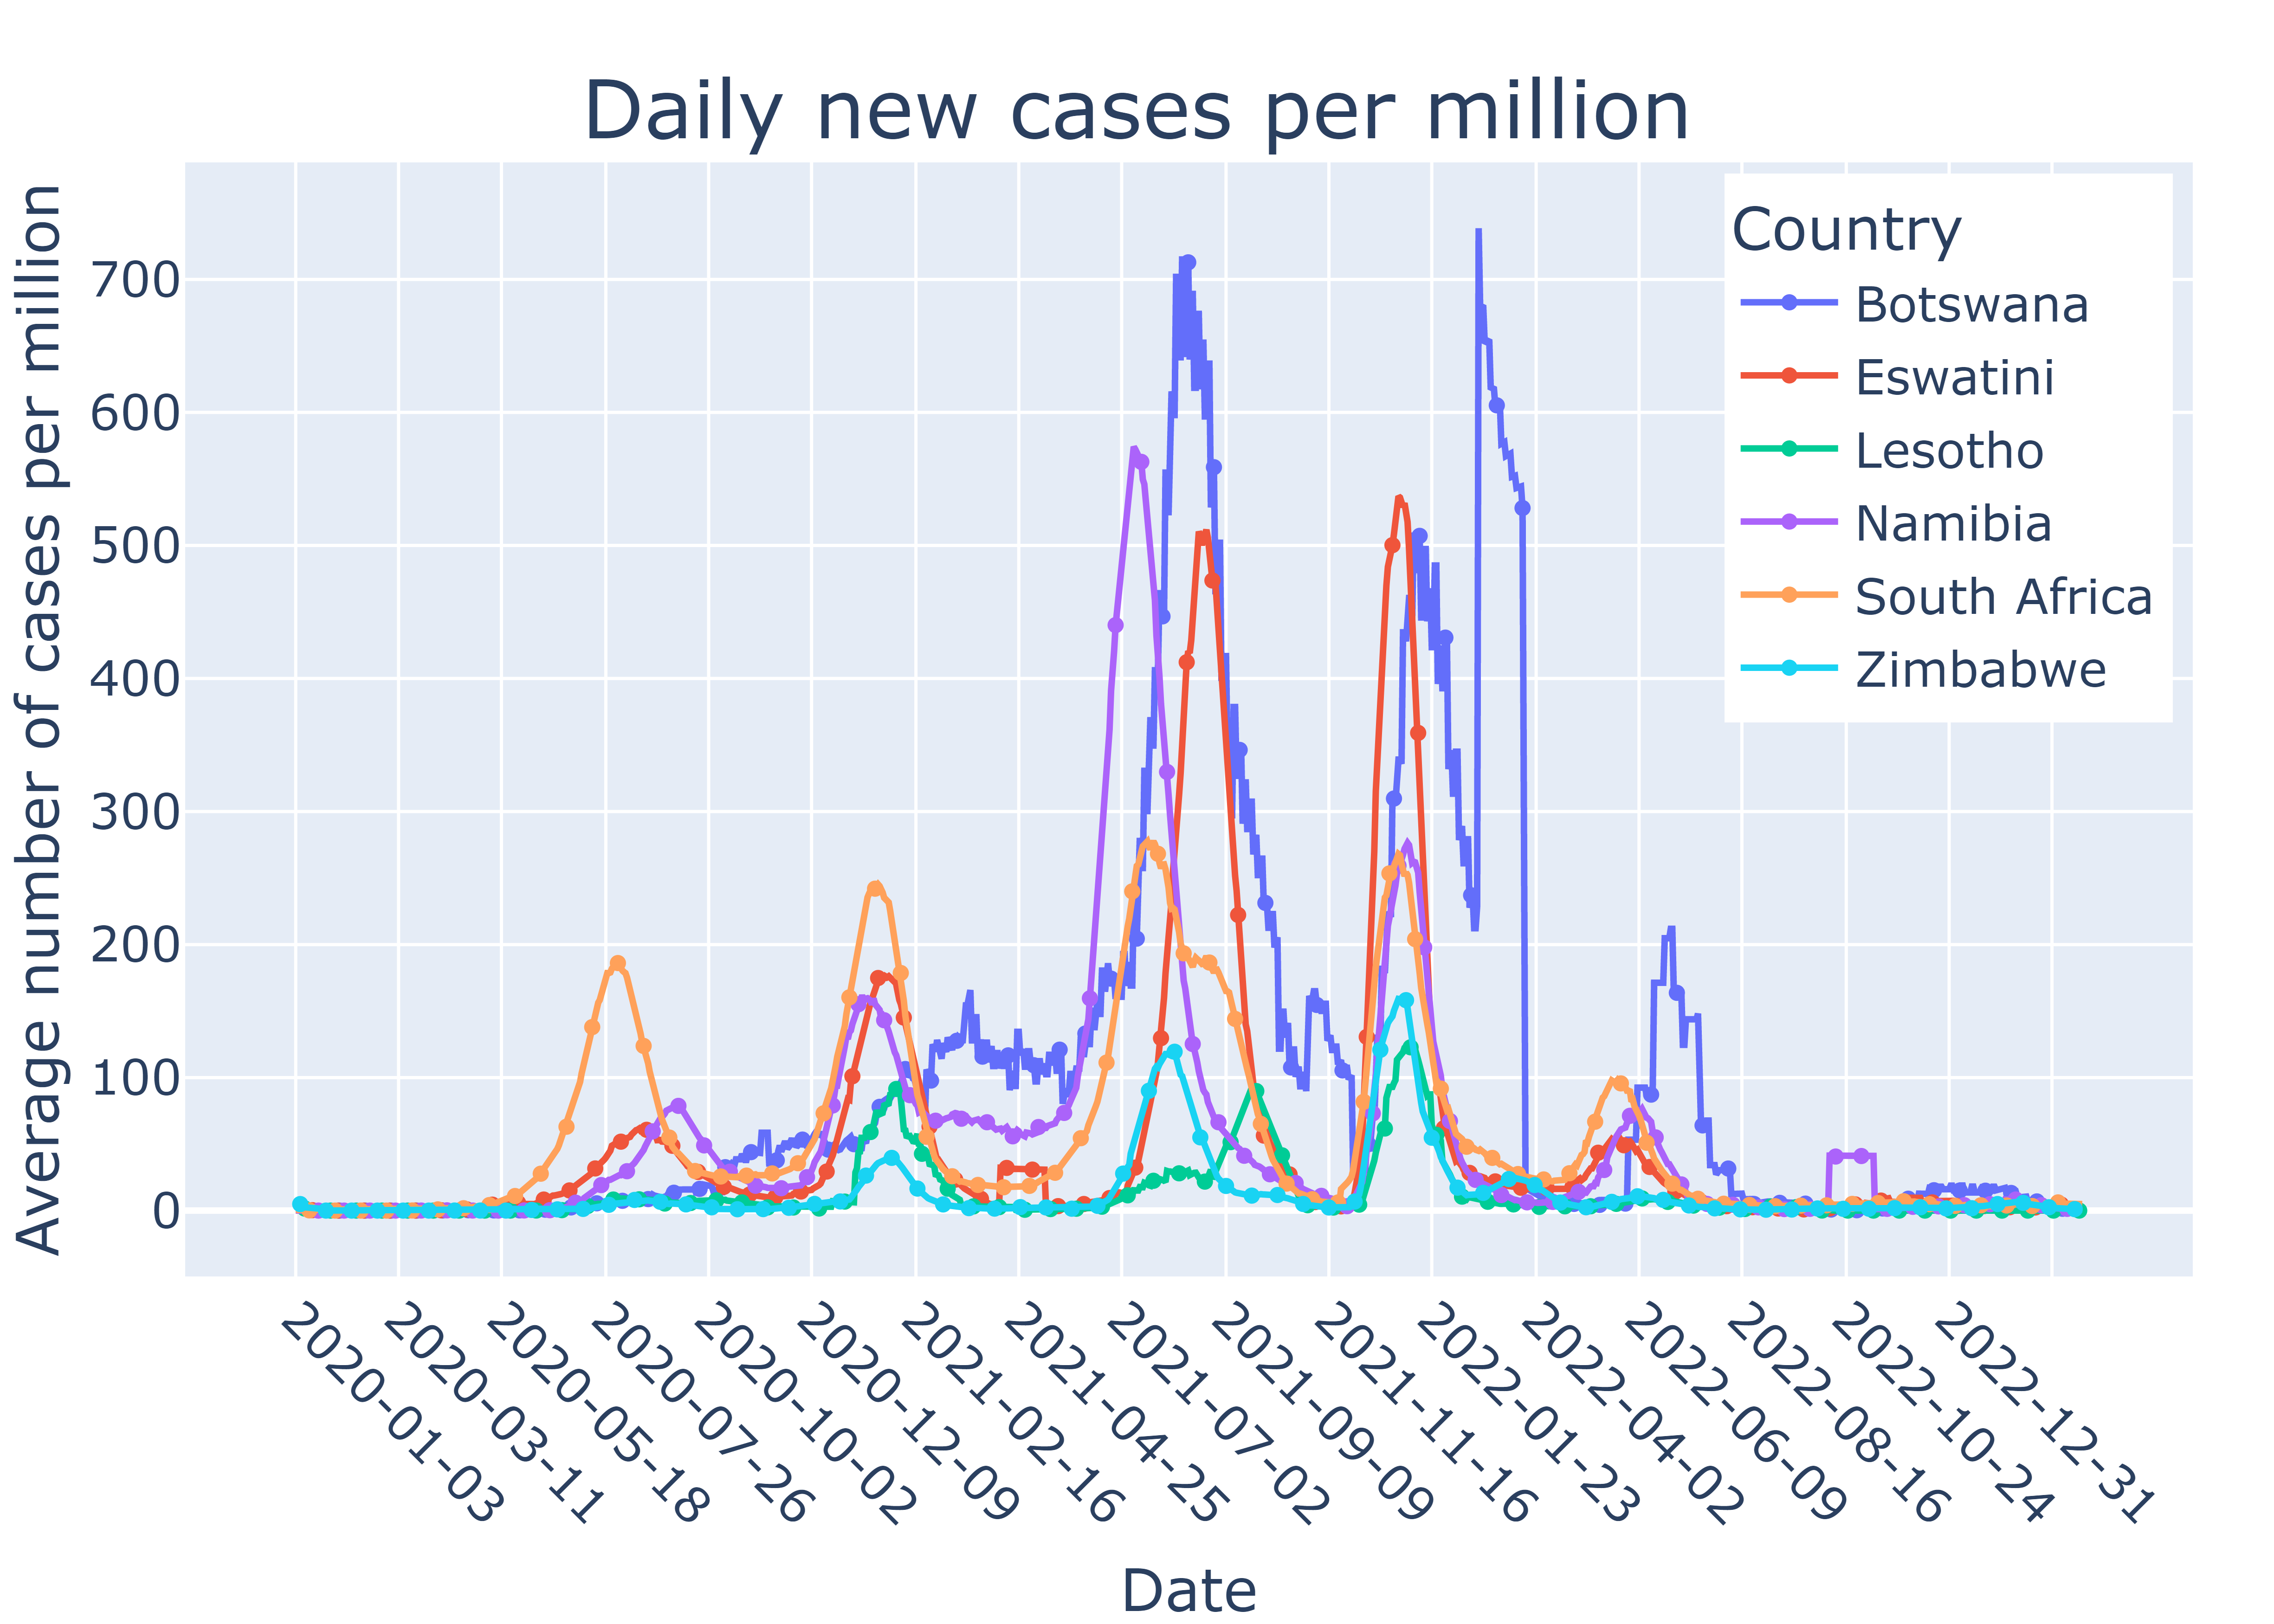 Daily new cases per million
Average number of cases per million
700
600
500
400
300
200
100
0
Country
Botswana
Eswatini
Lesotho
Namibia
South Africa
Zimbabwe
2020-01-03
2020-03-11
2020-05-18
2020-07-26
2020-10-02
2020-12-09
2021-02-16
2021-04-25
2021-07-02
2021-09-09
2021-11-16
2022-01-23
2022-04-02
2022-06-09
2022-08-16
2022-10-24
2022-12-31
Date